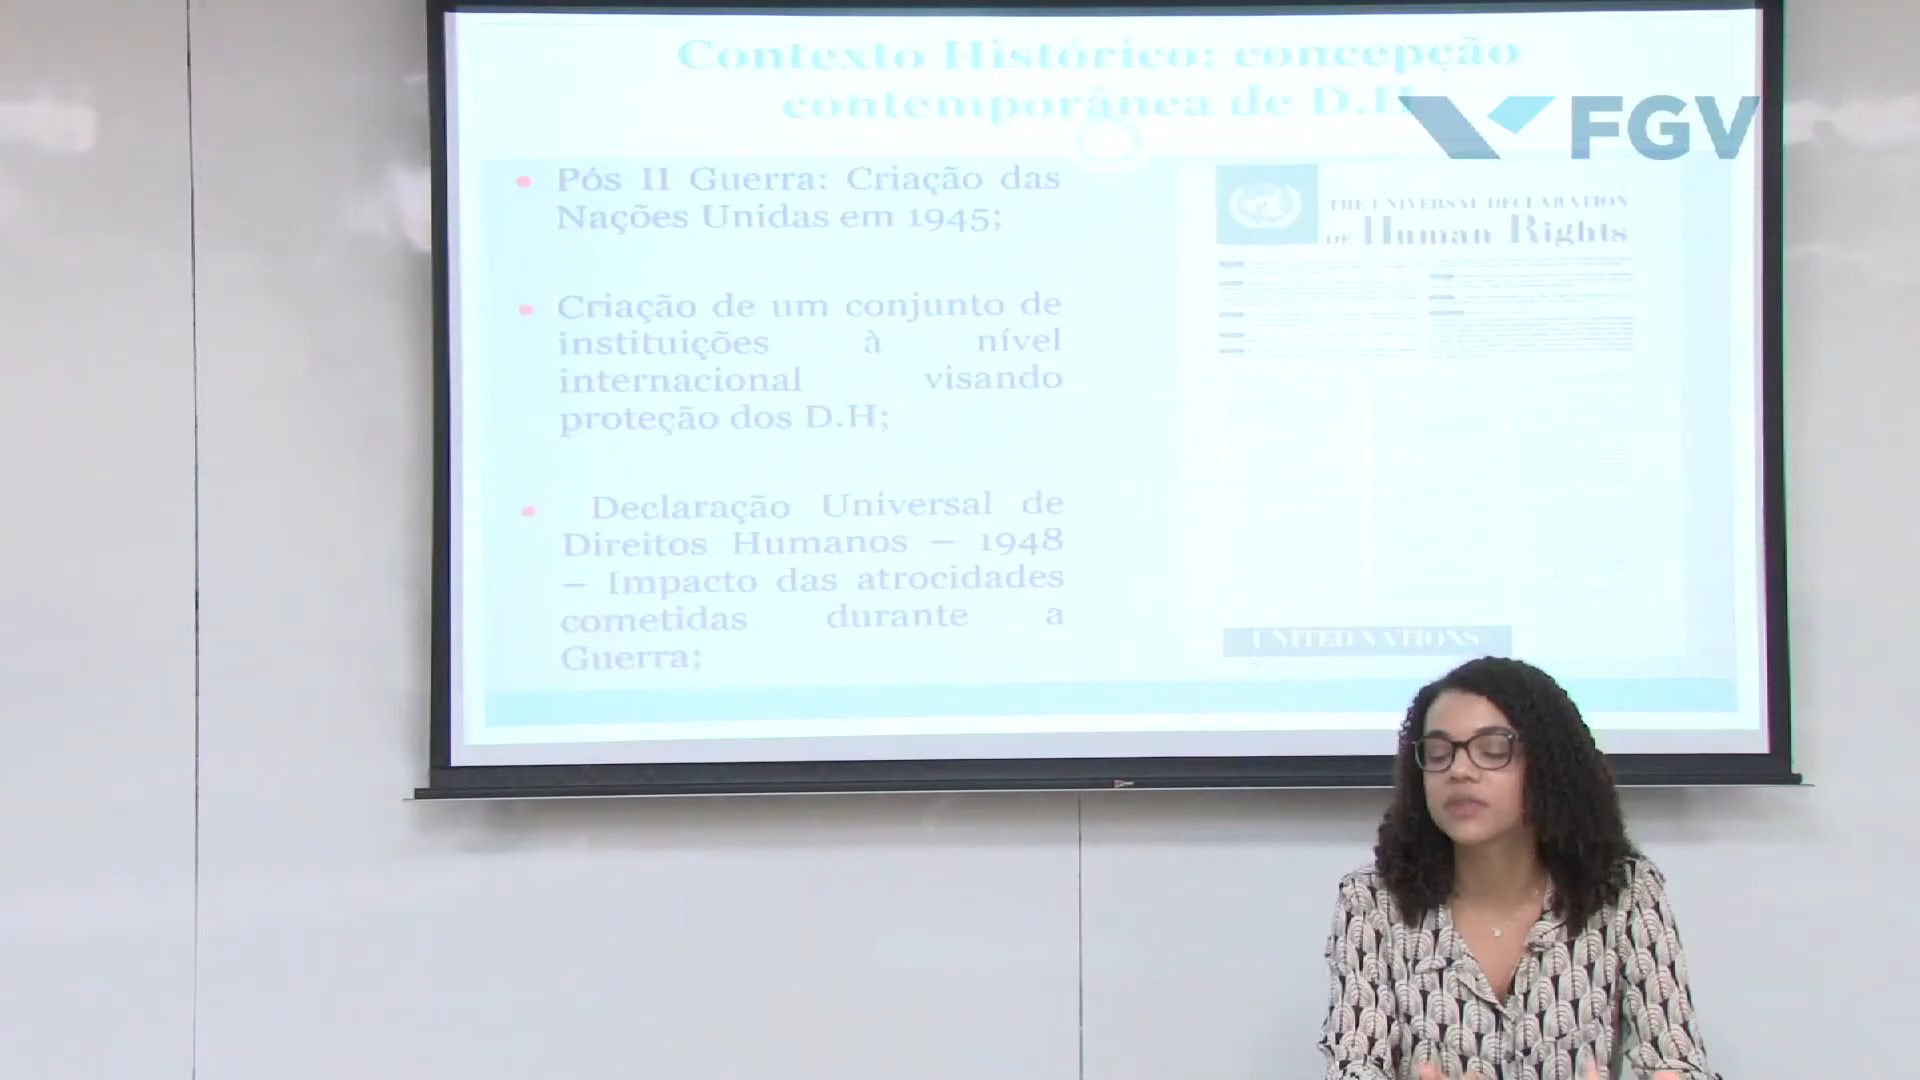 Contexto Histórico: concepção
contemporânea de D.H
FGV
• Pós II Guerra: Criação das
Nações Unidas em 1945;
• Criação de um conjunto de
instituições à nível
internacional visando
proteção dos D.H;
• Declaração Universal de
Direitos Humanos – 1948
– Impacto das atrocidades
cometidas durante a
Guerra;
THE UNIVERSAL DECLARATION
OF Human Rights
UNITED NATIONS